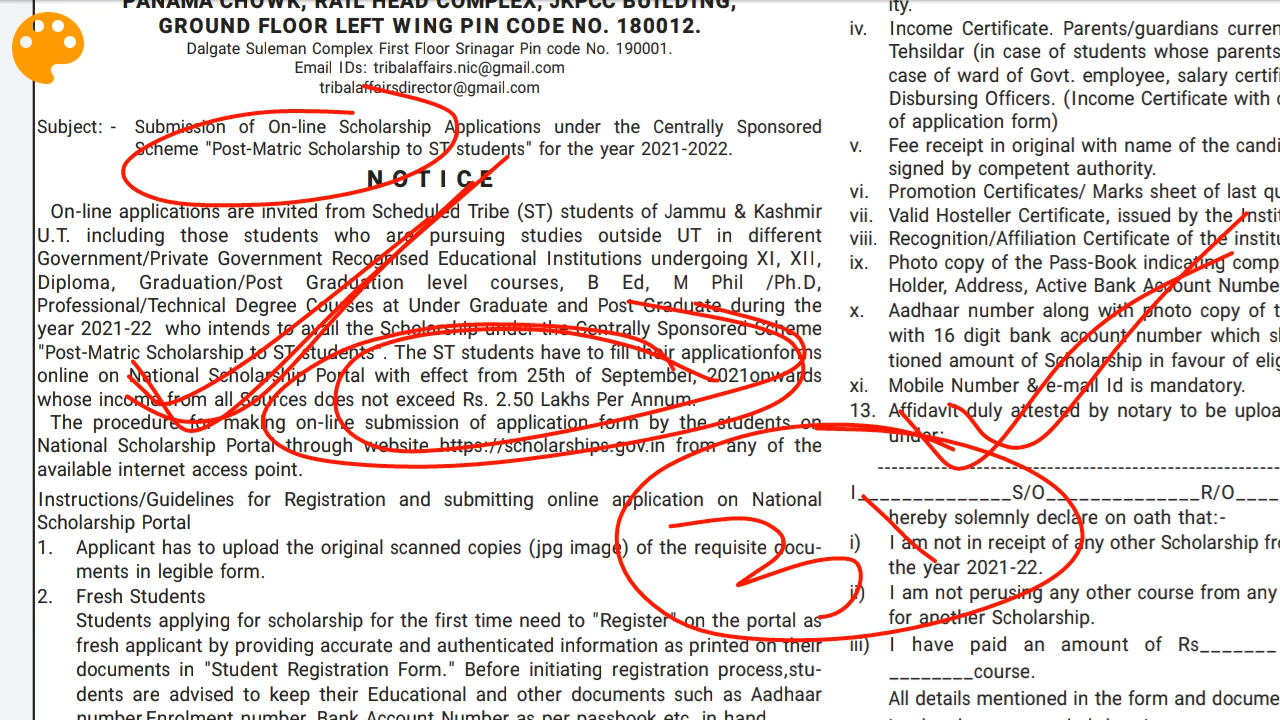 PANAMA CHOWK, RAIL HEAD COMPLEX, JKPCC BUILDING,
GROUND FLOOR LEFT WING PIN CODE NO. 180012.
Dalgate Suleman Complex First Floor Srinagar Pin code No. 190001.
Email IDs: tribalaffairs.nic@gmail.com
tribalaffairsdirector@gmail.com
Subject: - Submission of On-line Scholarship Applications under the Centrally Sponsored
Scheme "Post-Matric Scholarship to ST students" for the year 2021-2022.
NOTICE
On-line applications are invited from Scheduled Tribe (ST) students of Jammu & Kashmir
U.T. including those students who are pursuing studies outside UT in different
Government/Private Government Recognised Educational Institutions undergoing XI, XII,
Diploma, Graduation/Post Graduation level courses, B Ed, M Phil /Ph.D,
Professional/Technical Degree Courses at Under Graduate and Post Graduate during the
year 2021-22 who intends to avail the Scholarship under the Centrally Sponsored Scheme
"Post-Matric Scholarship to ST students" . The ST students have to fill their applicationforms
online on National Scholarship Portal with effect from 25th of September, 2021onwards
whose income from all Sources does not exceed Rs. 2.50 Lakhs Per Annum.
The procedure for making on-line submission of application form by the students on
National Scholarship Portal through website https://scholarships.gov.in from any of the
available internet access point.
Instructions/Guidelines for Registration and submitting online application on National
Scholarship Portal
1. Applicant has to upload the original scanned copies (jpg image) of the requisite docu-
ments in legible form.
2. Fresh Students
Students applying for scholarship for the first time need to "Register" on the portal as
fresh applicant by providing accurate and authenticated information as printed on their
documents in "Student Registration Form." Before initiating registration process,stu-
dents are advised to keep their Educational and other documents such as Aadhaar
number,Enrolment number, Bank Account Number as per passbook etc. in hand
ity.
iv. Income Certificate. Parents/guardians curren
Tehsildar (in case of students whose parents
case of ward of Govt. employee, salary certifi
Disbursing Officers. (Income Certificate with d
of application form)
v. Fee receipt in original with name of the candi
signed by competent authority.
vi. Promotion Certificates/ Marks sheet of last qu
vii. Valid Hosteller Certificate, issued by the Instit
viii. Recognition/Affiliation Certificate of the institu
ix. Photo copy of the Pass-Book indicating comp
Holder, Address, Active Bank Account Numbe
x. Aadhaar number along with photo copy of t
with 16 digit bank account number which sh
tioned amount of Scholarship in favour of elig
xi. Mobile Number & e-mail Id is mandatory.
13. Affidavit duly attested by notary to be uploa
under:
I_____________S/O_____________R/O____
hereby solemnly declare on oath that:-
i) I am not in receipt of any other Scholarship fro
the year 2021-22.
ii) I am not perusing any other course from any
for another Scholarship.
iii) I have paid an amount of Rs_______
________course.
All details mentioned in the form and docume